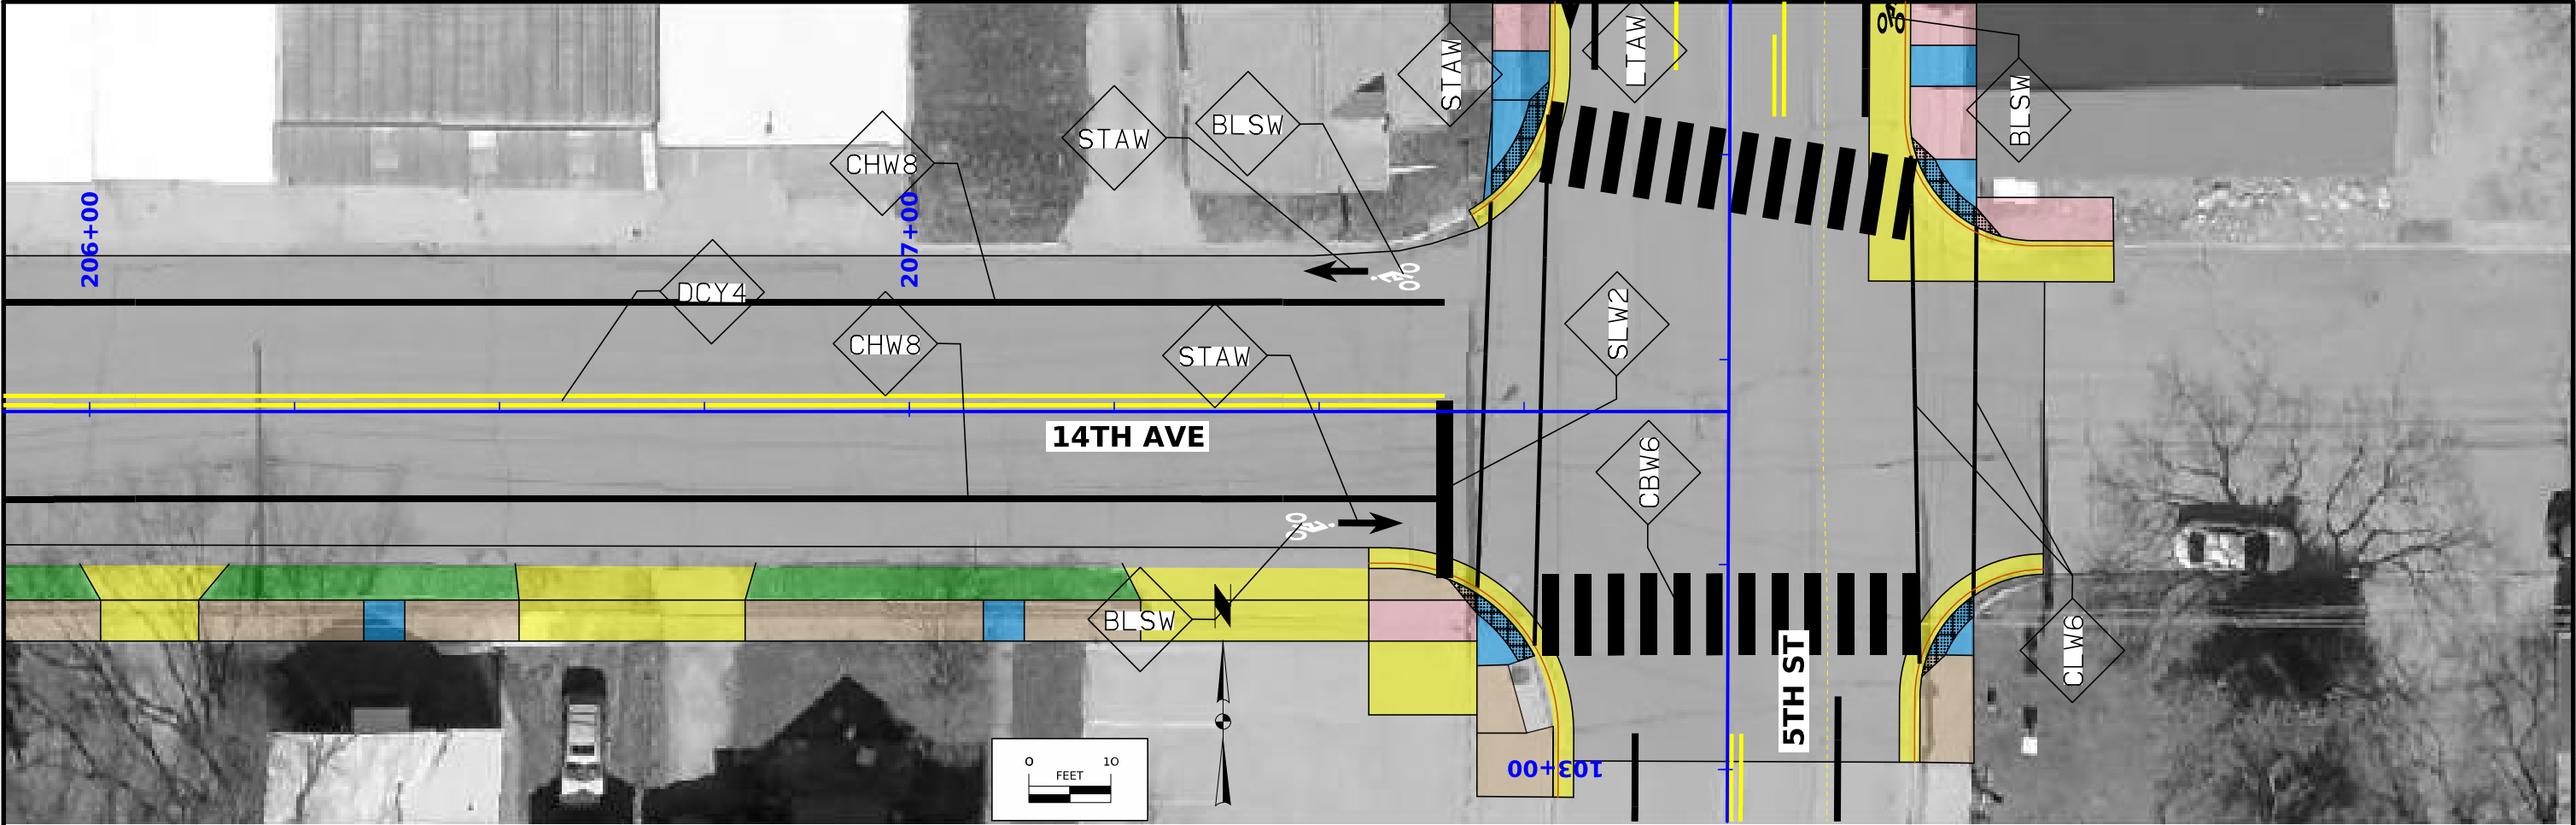 STAW
LTAW
BLSW
STAW
BLSW
CHW8
206+00
207+00
DCY4
CHW8
STAW
SLW2
14TH AVE
CBW6
BLSW
CLW6
5TH ST
103+00
0 10
FEET